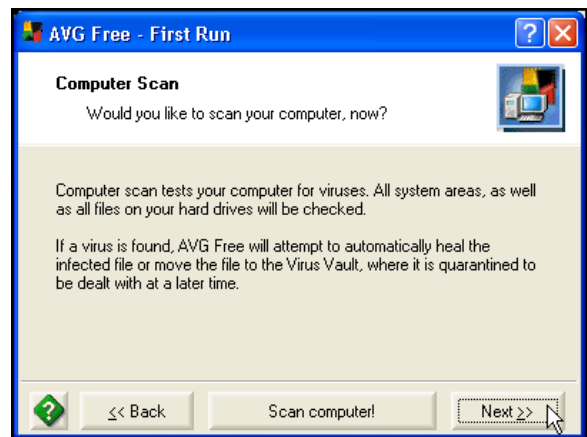 AVG Free - First Run
Computer Scan
Would you like to scan your computer, now?
Computer scan tests your computer for viruses. All system areas, as well
as all files on your hard drives will be checked.
If a virus is found, AVG Free will attempt to automatically heal the
infected file or move the file to the Virus Vault, where it is quarantined to
be dealt with at a later time.
<< Back
Scan computer!
Next >>